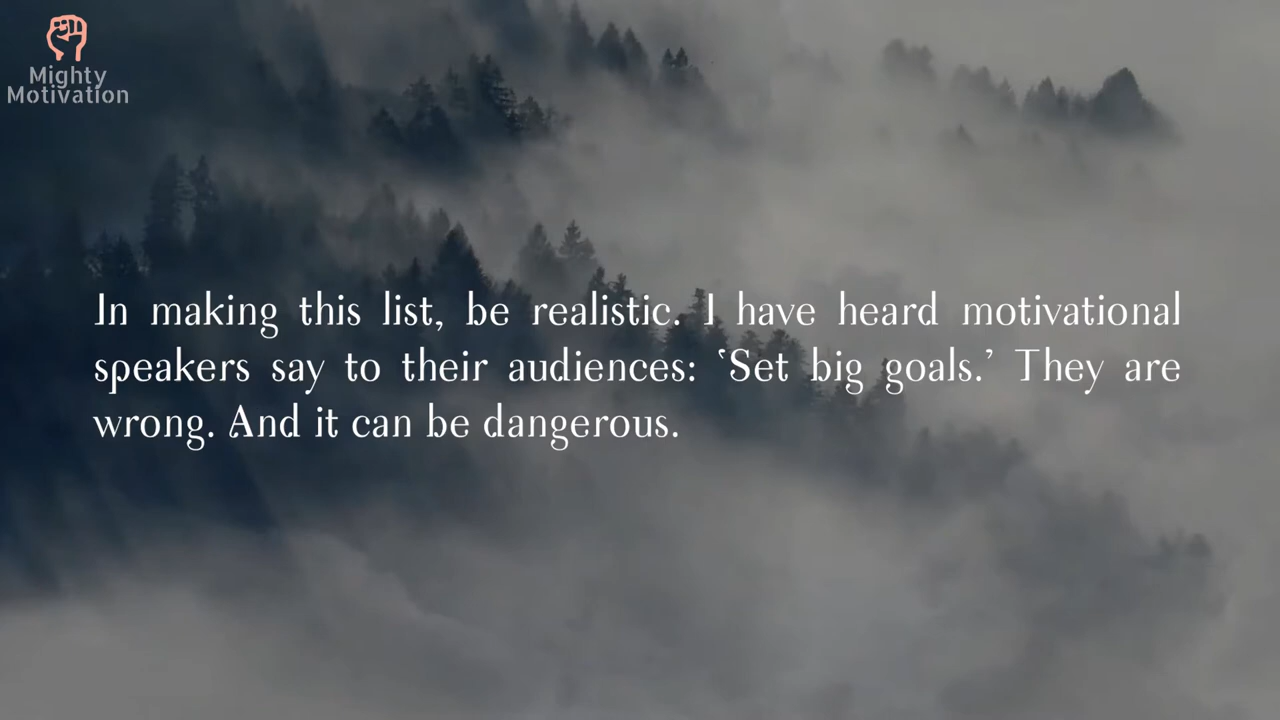 Mighty
Motivation
In making this list, be realistic. I have heard motivational
speakers say to their audiences: ‛Set big goals.’ They are
wrong. And it can be dangerous.